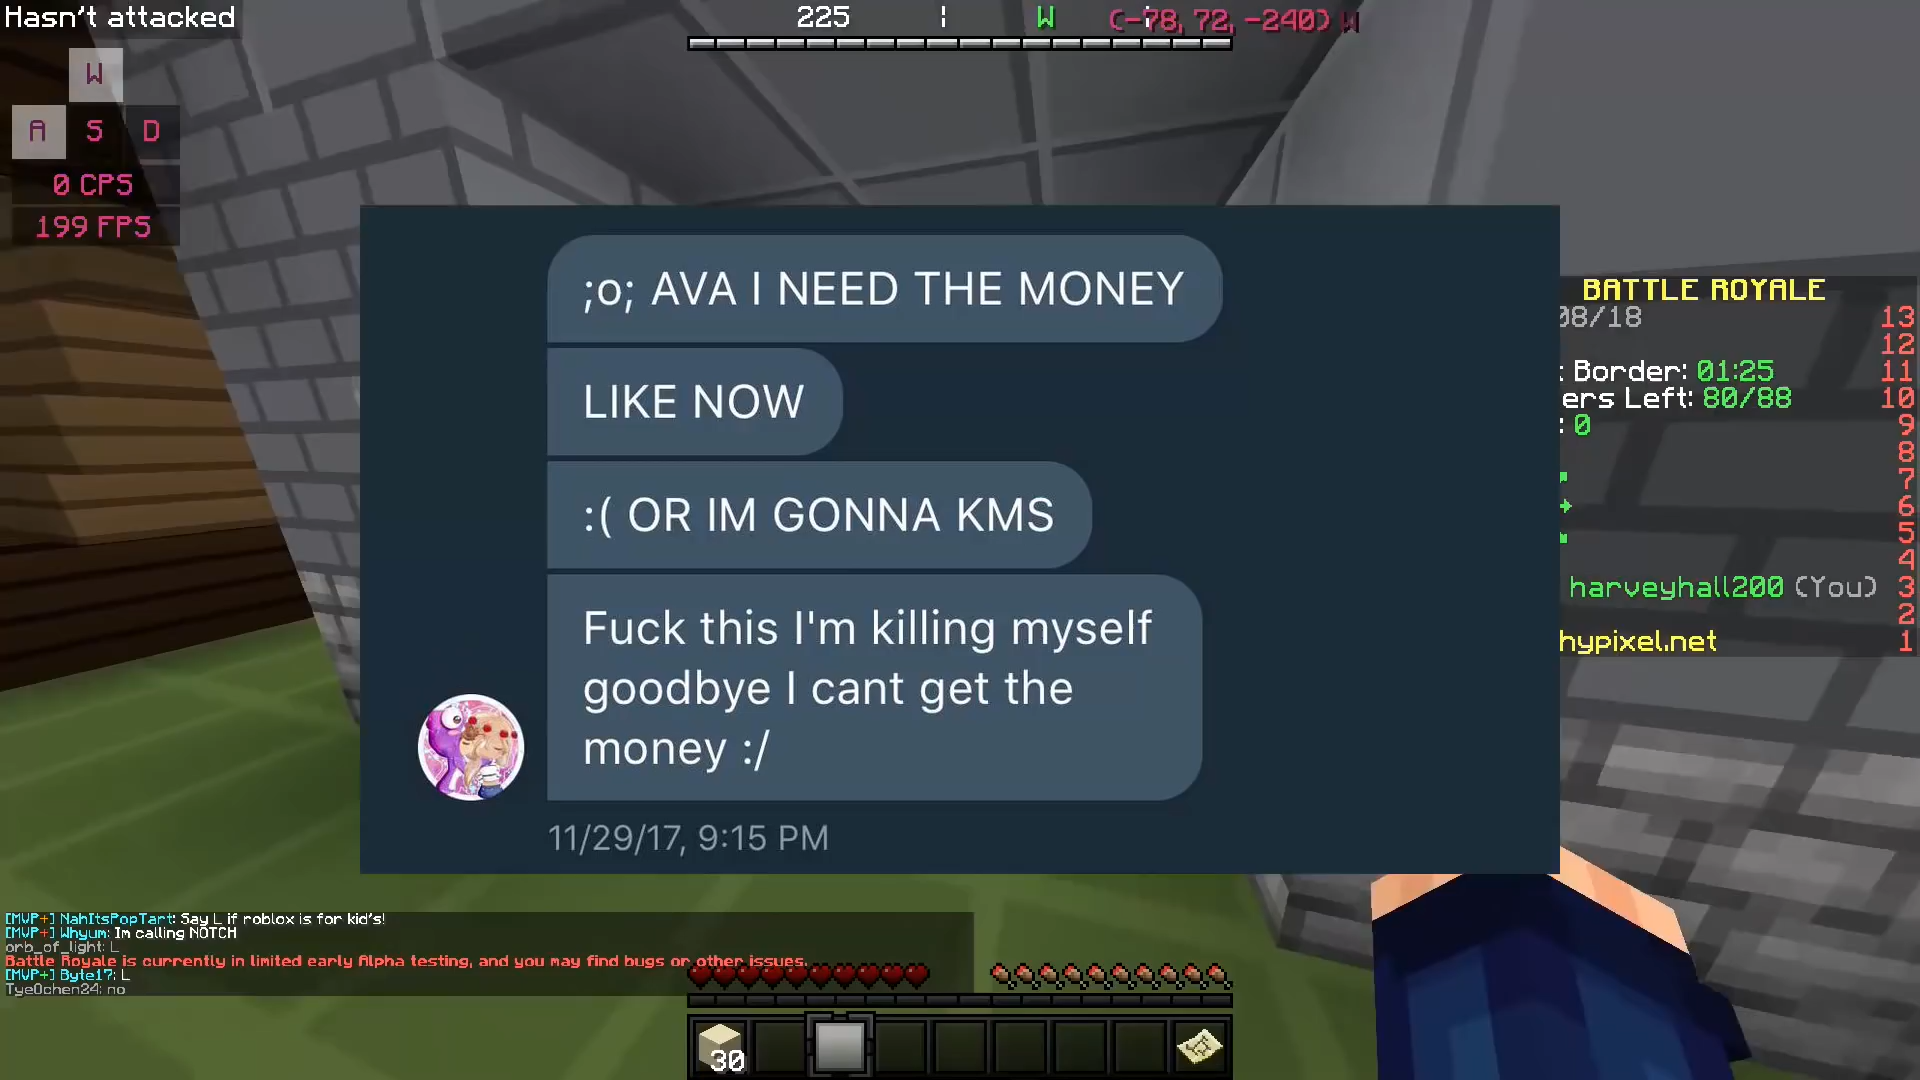 Hasn't attacked
225 | W (-78, 72, -240) W
W
A S D
0 CPS
199 FPS
;o; AVA I NEED THE MONEY
LIKE NOW
:( OR IM GONNA KMS
Fuck this I'm killing myself
goodbye I cant get the
money :/
11/29/17, 9:15 PM
BATTLE ROYALE
08/18 13
12
Border: 01:25 11
ers Left: 80/88 10
: 0 9
8
7
6
5
4
harveyhall200 (You) 3
2
hypixel.net 1
[MVP+] NahItsPopTart: Say L if roblox is for kid's!
[MVP+] Whyum: Im calling NOTCH
orb_of_light: L
Battle Royale is currently in limited early Alpha testing, and you may find bugs or other issues.
[MVP+] Byte17: L
TyeOchen24: no
30